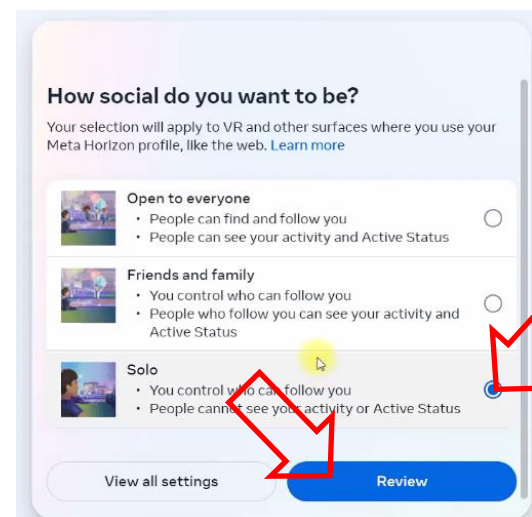 How social do you want to be?
Your selection will apply to VR and other surfaces where you use your
Meta Horizon profile, like the web. Learn more
Open to everyone
• People can find and follow you
• People can see your activity and Active Status
Friends and family
• You control who can follow you
• People who follow you can see your activity and
Active Status
Solo
• You control who can follow you
• People cannot see your activity or Active Status
View all settings
Review